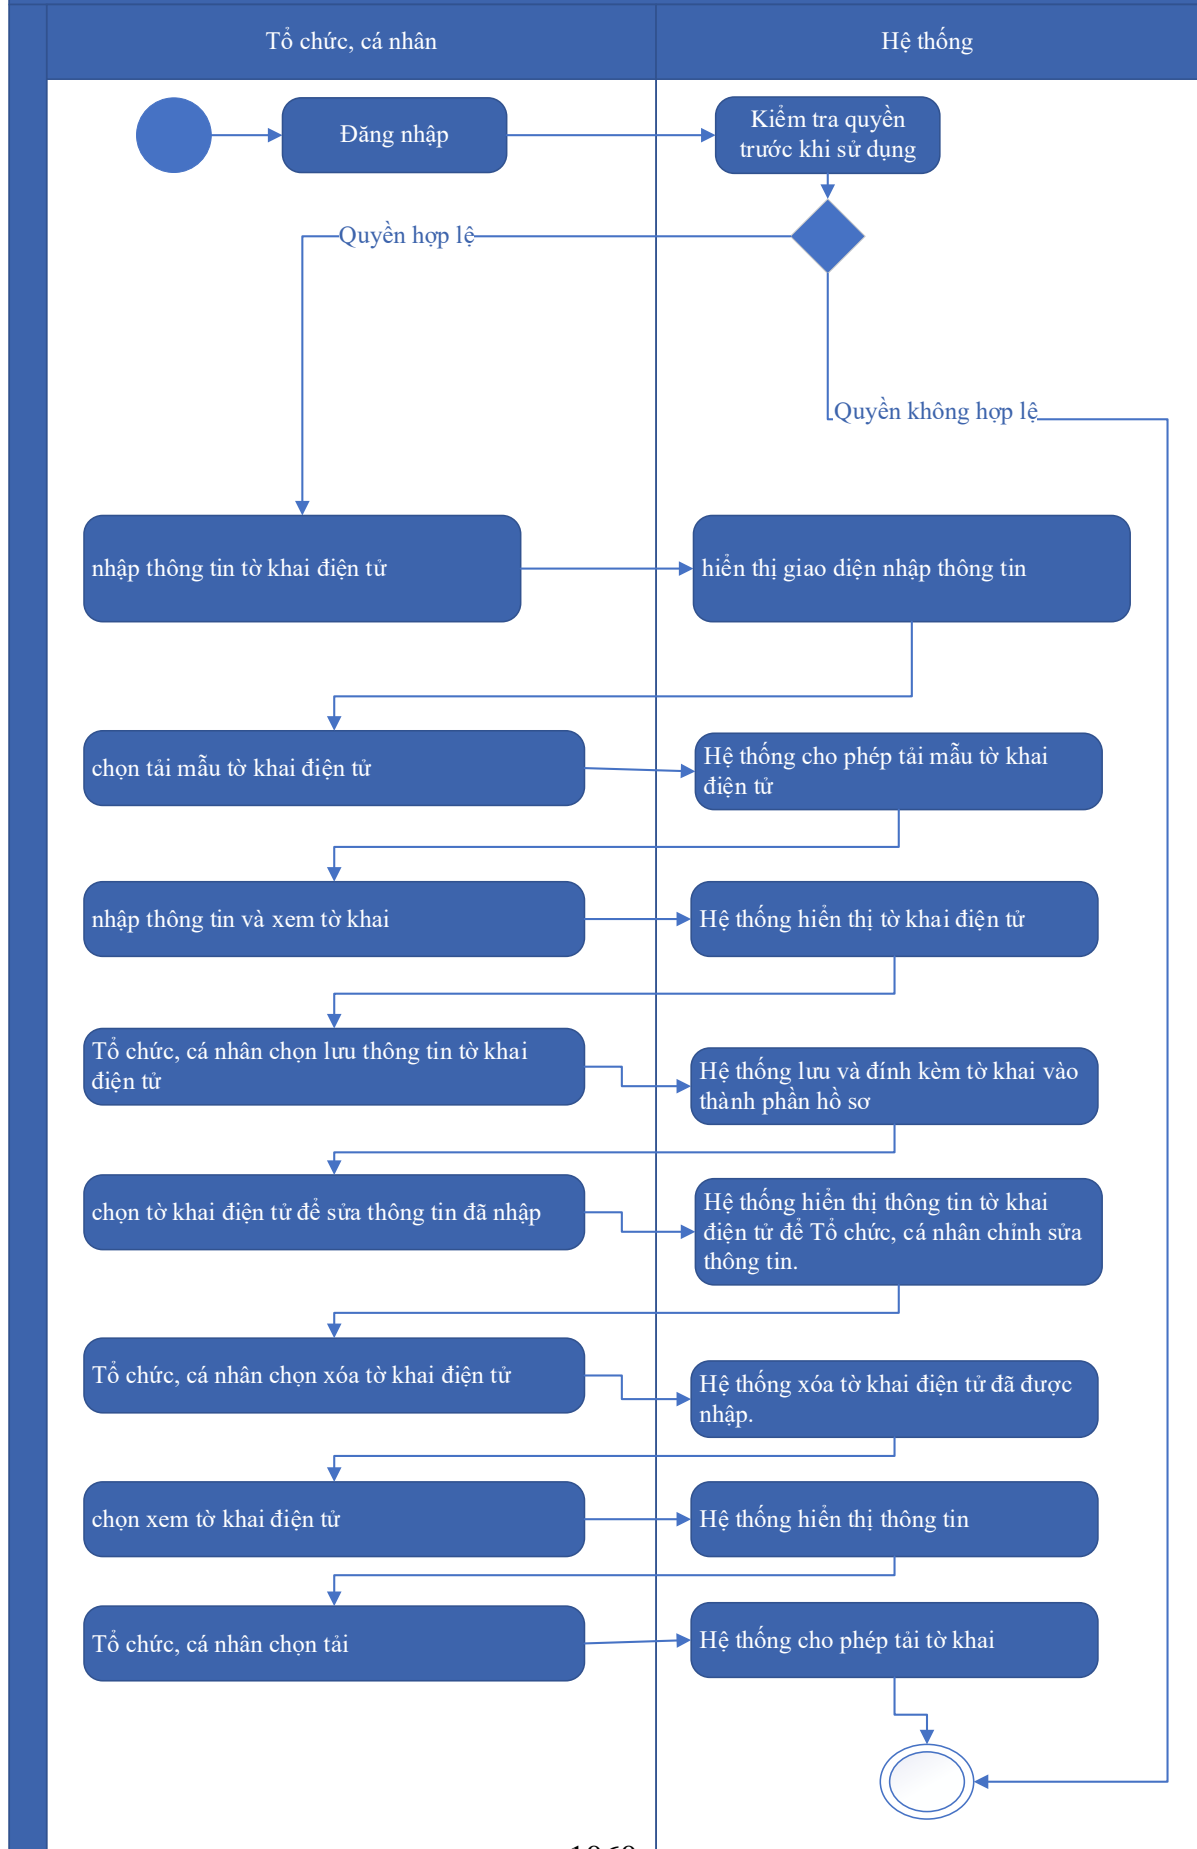 Tổ chức, cá nhân
Hệ thống
Đăng nhập
Kiểm tra quyền
trước khi sử dụng
Quyền hợp lệ
Quyền không hợp lệ
nhập thông tin tờ khai điện tử
hiển thị giao diện nhập thông tin
chọn tải mẫu tờ khai điện tử
Hệ thống cho phép tải mẫu tờ khai
điện tử
nhập thông tin và xem tờ khai
Hệ thống hiển thị tờ khai điện tử
Tổ chức, cá nhân chọn lưu thông tin tờ khai
điện tử
Hệ thống lưu và đính kèm tờ khai vào
thành phần hồ sơ
chọn tờ khai điện tử để sửa thông tin đã nhập
Hệ thống hiển thị thông tin tờ khai
điện tử để Tổ chức, cá nhân chỉnh sửa
thông tin.
Tổ chức, cá nhân chọn xóa tờ khai điện tử
Hệ thống xóa tờ khai điện tử đã được
nhập.
chọn xem tờ khai điện tử
Hệ thống hiển thị thông tin
Tổ chức, cá nhân chọn tải
Hệ thống cho phép tải tờ khai